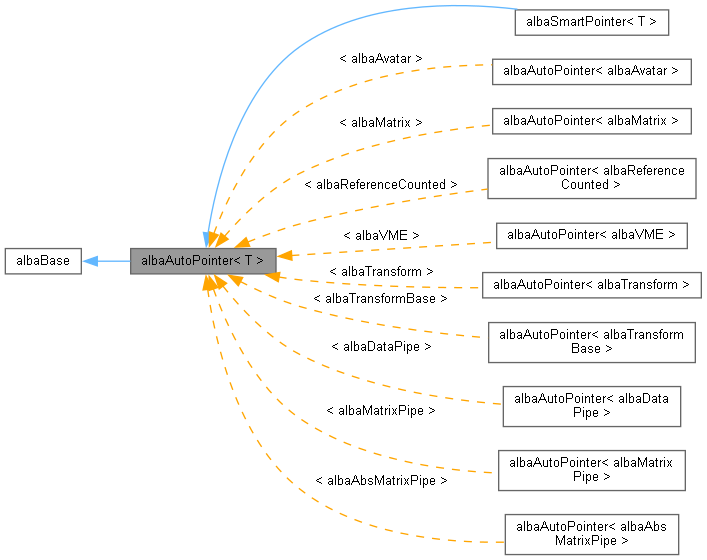 albaSmartPointer< T >
< albaAvatar >
albaAutoPointer< albaAvatar >
< albaMatrix >
albaAutoPointer< albaMatrix >
< albaReferenceCounted >
albaAutoPointer< albaReference
Counted >
< albaVME >
albaAutoPointer< albaVME >
albaBase
albaAutoPointer< T >
< albaTransform >
albaAutoPointer< albaTransform >
< albaTransformBase >
albaAutoPointer< albaTransform
Base >
< albaDataPipe >
albaAutoPointer< albaData
Pipe >
< albaMatrixPipe >
albaAutoPointer< albaMatrix
Pipe >
< albaAbsMatrixPipe >
albaAutoPointer< albaAbs
MatrixPipe >